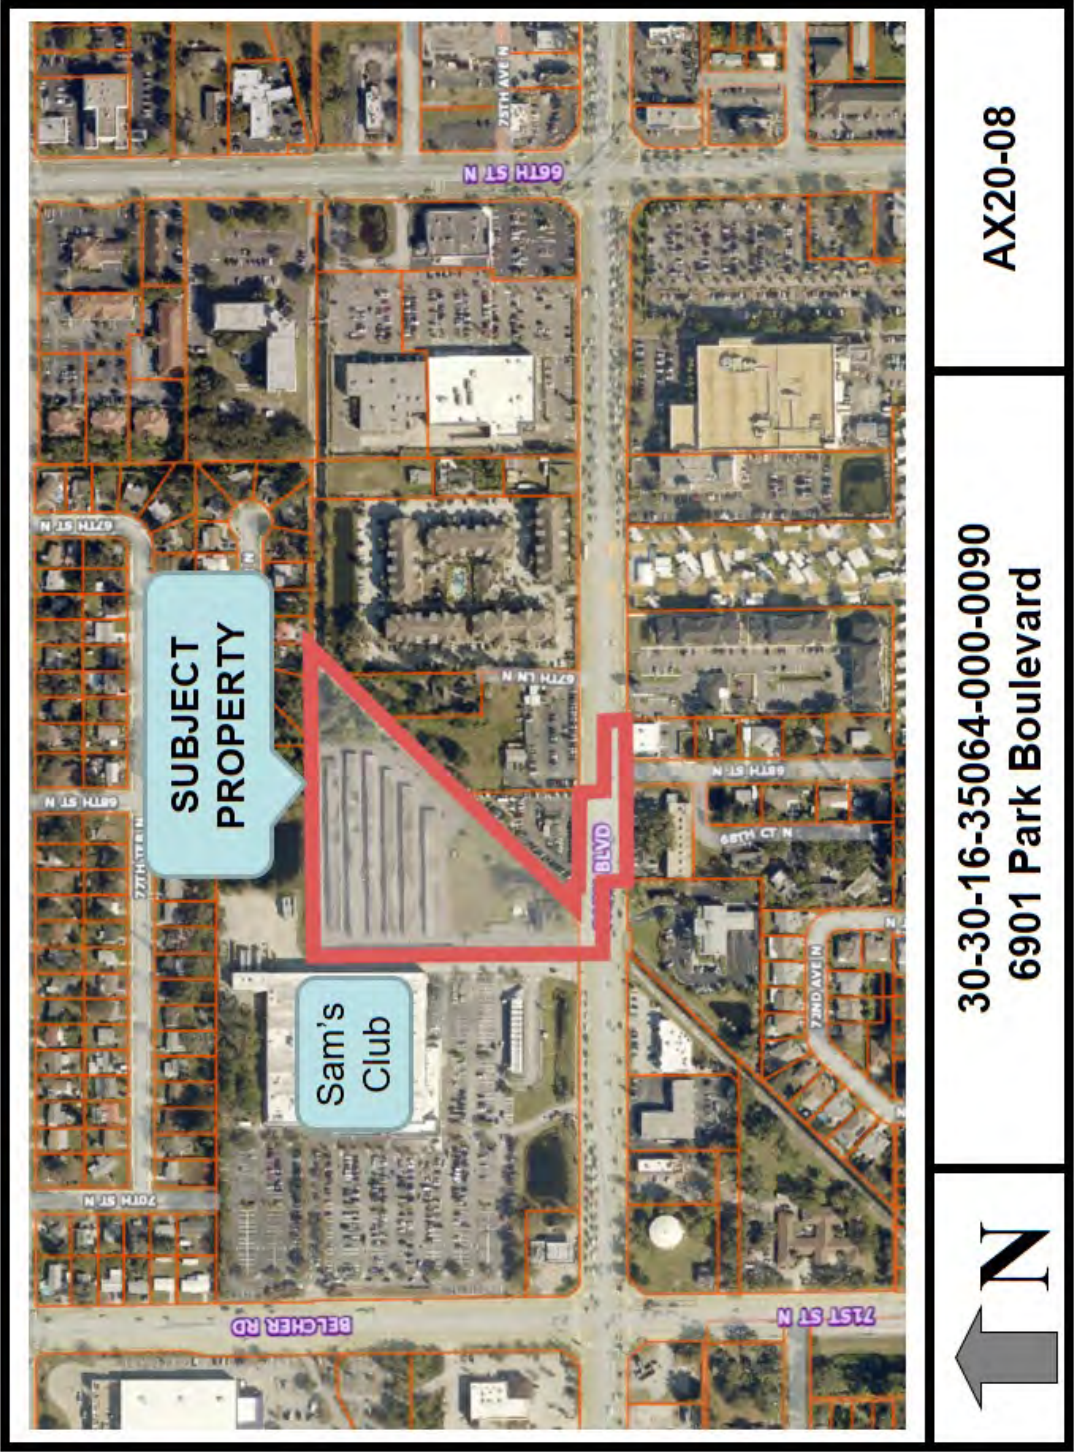 67TH ST N
68TH ST N
70TH ST N
77TH TER N
SUBJECT
PROPERTY
N
BELCHER RD
Sam's
Club
66TH ST N
75TH AVE N
67TH LN N
BLVD
68TH ST N
68TH CT N
72ND AVE N
71ST ST N
N
N
N
30-30-16-35064-000-0090
6901 Park Boulevard
AX20-08